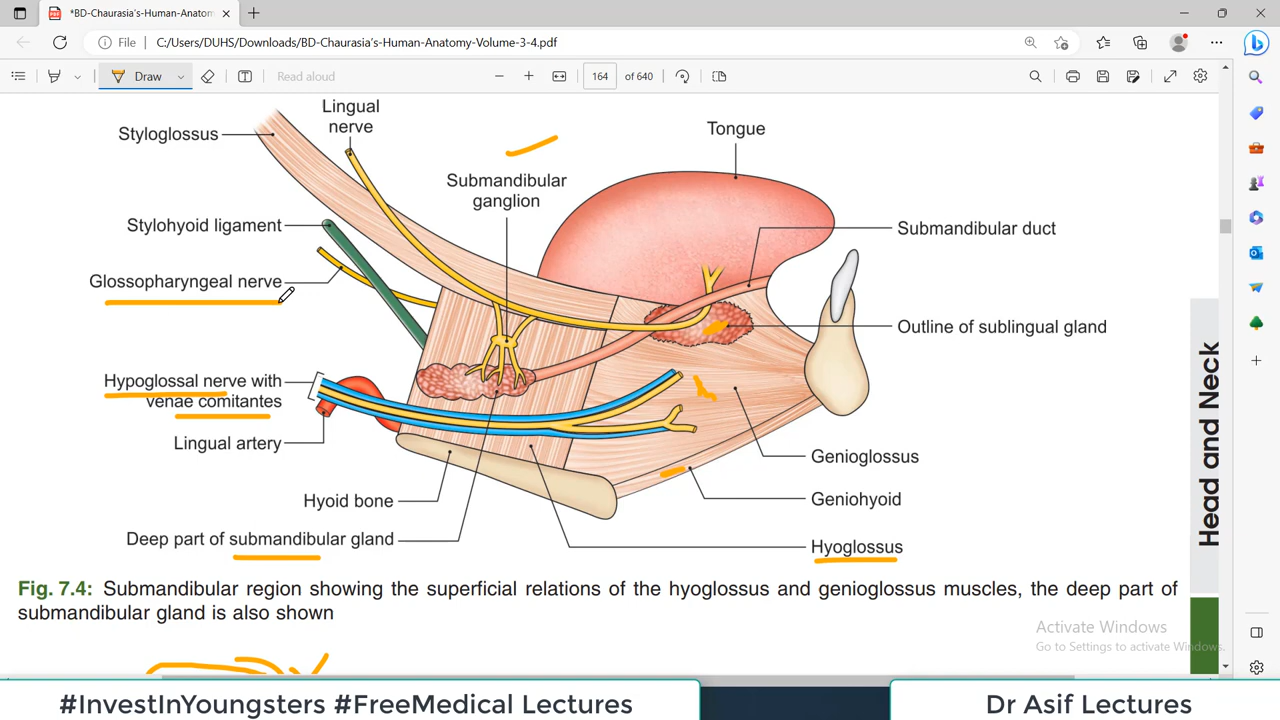 *BD-Chaurasia's-Human-Anatom
File
C:/Users/DUHS/Downloads/BD-Chaurasia's-Human-Anatomy-Volume-3-4.pdf
Draw
Read aloud
164
of 640
Lingual
nerve
Styloglossus
Tongue
Submandibular
ganglion
Stylohyoid ligament
Submandibular duct
Glossopharyngeal nerve
Outline of sublingual gland
Hypoglossal nerve with
venae comitantes
Lingual artery
Genioglossus
Hyoid bone
Geniohyoid
Deep part of submandibular gland
Hyoglossus
Head and Neck
Fig. 7.4: Submandibular region showing the superficial relations of the hyoglossus and genioglossus muscles, the deep part of
submandibular gland is also shown
Activate Windows
Go to Settings to activate Windows.
#InvestInYoungsters #FreeMedical Lectures
Dr Asif Lectures